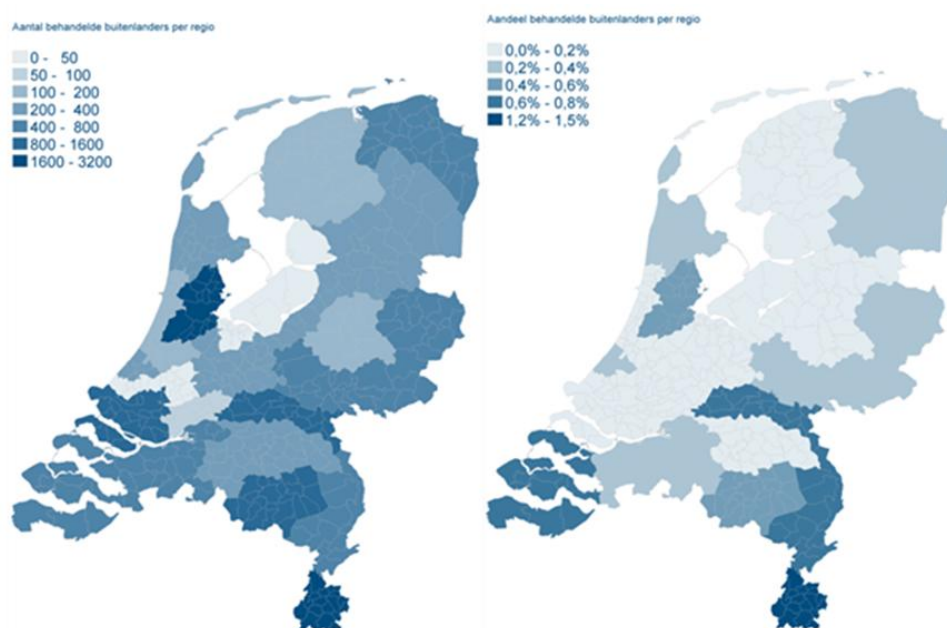 Aantal behandelde buitenlanders per regio
0 - 50
50 - 100
100 - 200
200 - 400
400 - 800
800 - 1600
1600 - 3200
Aandeel behandelde buitenlanders per regio
0,0% - 0,2%
0,2% - 0,4%
0,4% - 0,6%
0,6% - 0,8%
1,2% - 1,5%